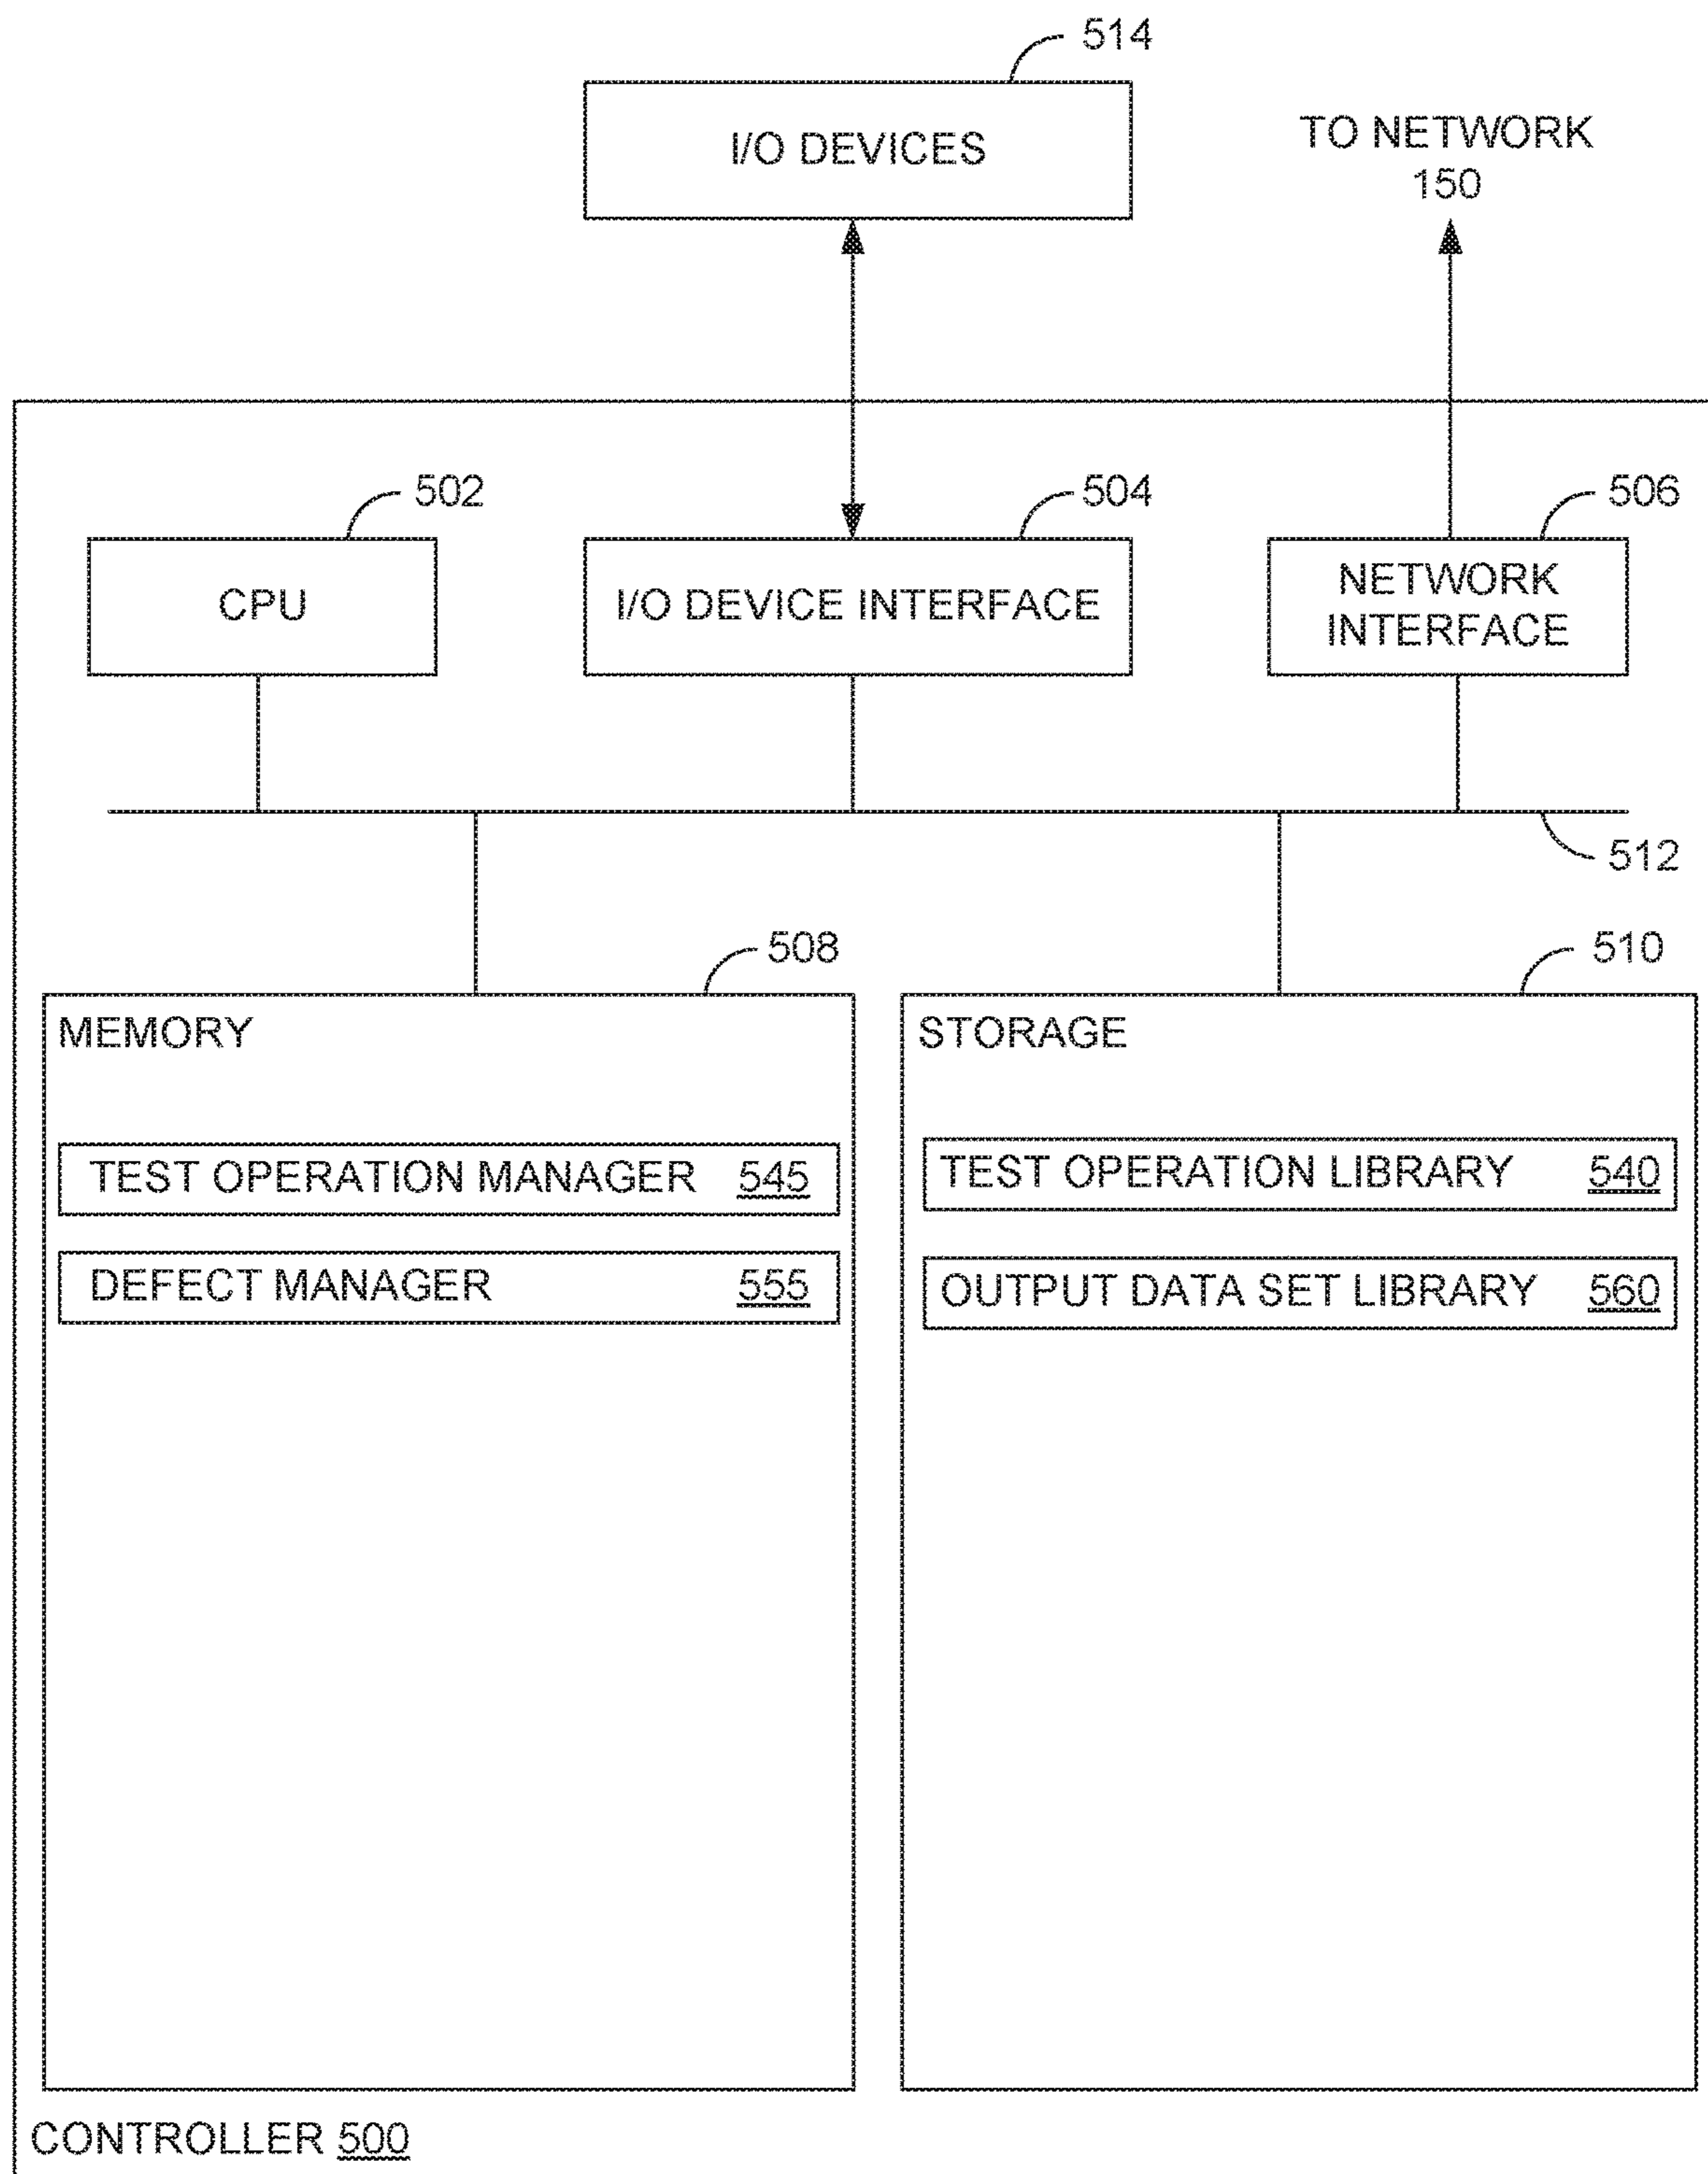 514
I/O DEVICES
TO NETWORK
150
502
504
506
CPU
I/O DEVICE INTERFACE
NETWORK
INTERFACE
512
508
510
MEMORY
STORAGE
TEST OPERATION MANAGER 545
TEST OPERATION LIBRARY 540
DEFECT MANAGER 555
OUTPUT DATA SET LIBRARY 560
CONTROLLER 500